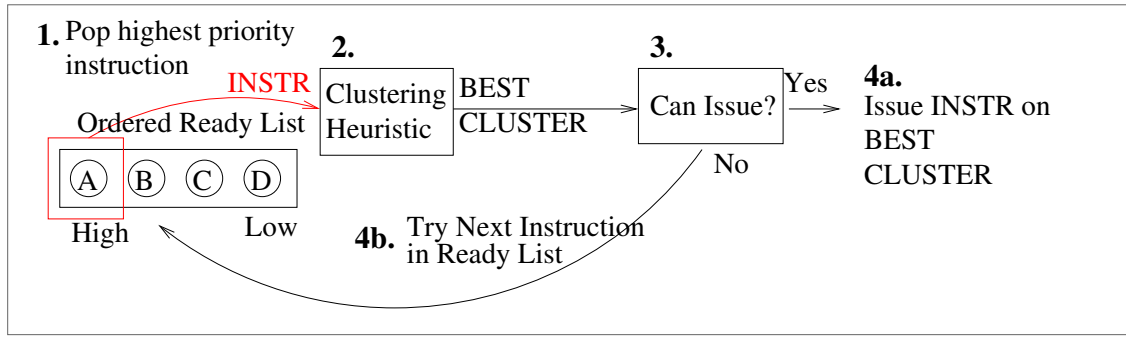 1. Pop highest priority
instruction
INSTR
Ordered Ready List
A B C D
High Low
2.
Clustering
Heuristic
BEST
CLUSTER
3.
Can Issue?
Yes
No
4a.
Issue INSTR on
BEST
CLUSTER
4b. Try Next Instruction
in Ready List